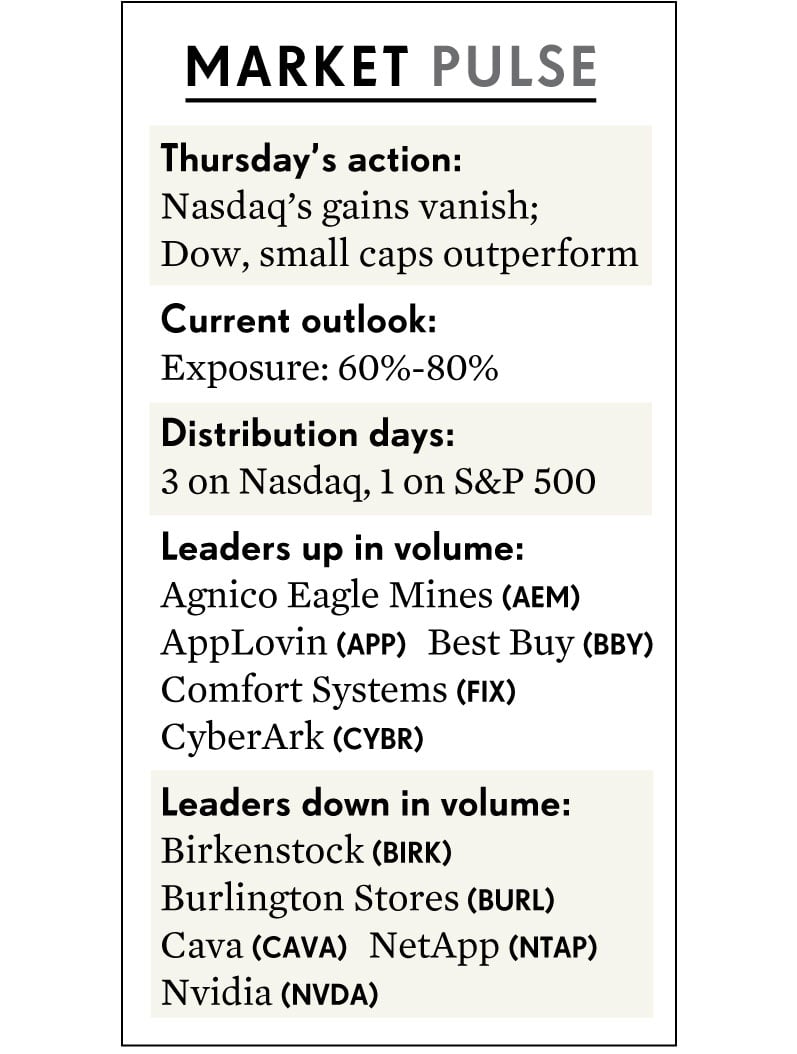 MARKET PULSE
Thursday’s action:
Nasdaq’s gains vanish;
Dow, small caps outperform
Current outlook:
Exposure: 60%-80%
Distribution days:
3 on Nasdaq, 1 on S&P 500
Leaders up in volume:
Agnico Eagle Mines (AEM)
AppLovin (APP) Best Buy (BBY)
Comfort Systems (FIX)
CyberArk (CYBR)
Leaders down in volume:
Birkenstock (BIRK)
Burlington Stores (BURL)
Cava (CAVA) NetApp (NTAP)
Nvidia (NVDA)